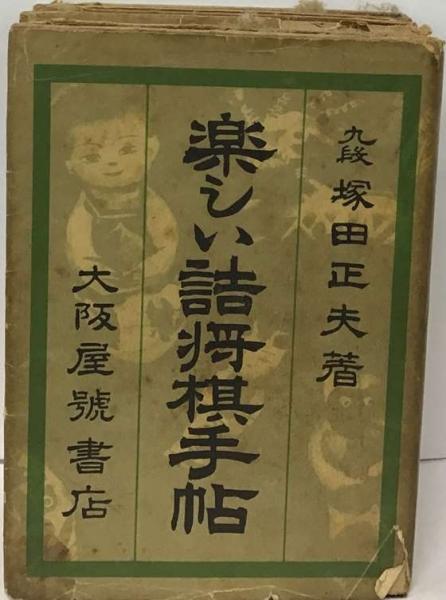 九段 塚田正夫著
楽しい詰将棋手帖
大阪屋號書店